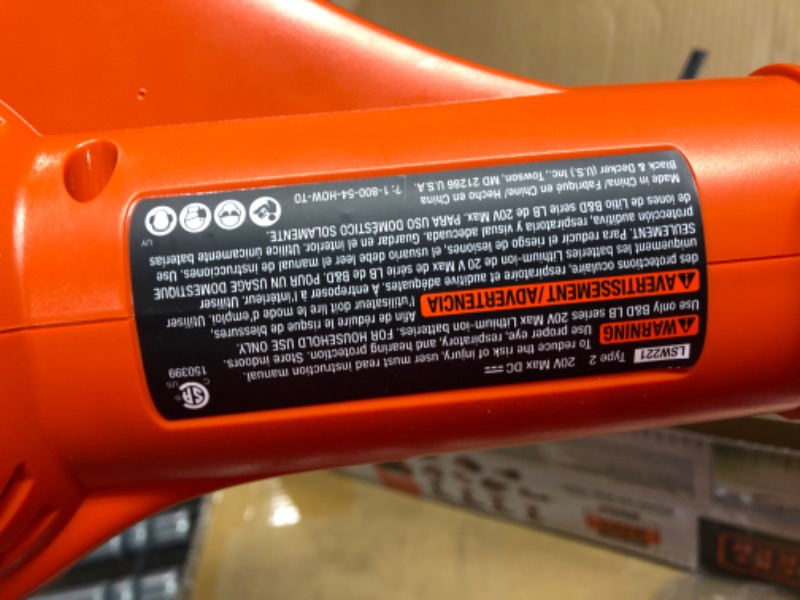 LSW221 Type 2 20V Max DC
CSA C US 150399
WARNING To reduce the risk of injury, user must read instruction manual.
Use proper eye, respiratory, and hearing protection. Store indoors.
Use only B&D LB series 20V Max Lithium-ion batteries. FOR HOUSEHOLD USE ONLY.
AVERTISSEMENT/ADVERTENCIA Afin de réduire le risque de blessures,
l'utilisateur doit lire le mode d'emploi. Utiliser
des protections oculaire, respiratoire et auditive adéquates. A entreposer à l'intérieur. Utiliser
uniquement les batteries Lithium-ion de 20 V Max de série LB de B&D. POUR UN USAGE DOMESTIQUE
SEULEMENT. Para reducir el riesgo de lesiones, el usuario debe leer el manual de instrucciones. Use
protección auditiva, respiratoria y visual adecuada. Guardar en el interior. Utilice únicamente baterías
de Iones de Litio B&D serie LB de 20V Max. PARA USO DOMÉSTICO SOLAMENTE.
Made in China/ Fabriqué en Chine/ Hecho en China
Black & Decker (U.S.) Inc., Towson, MD 21286 U.S.A. ?: 1-800-54-HOW-TO
UV